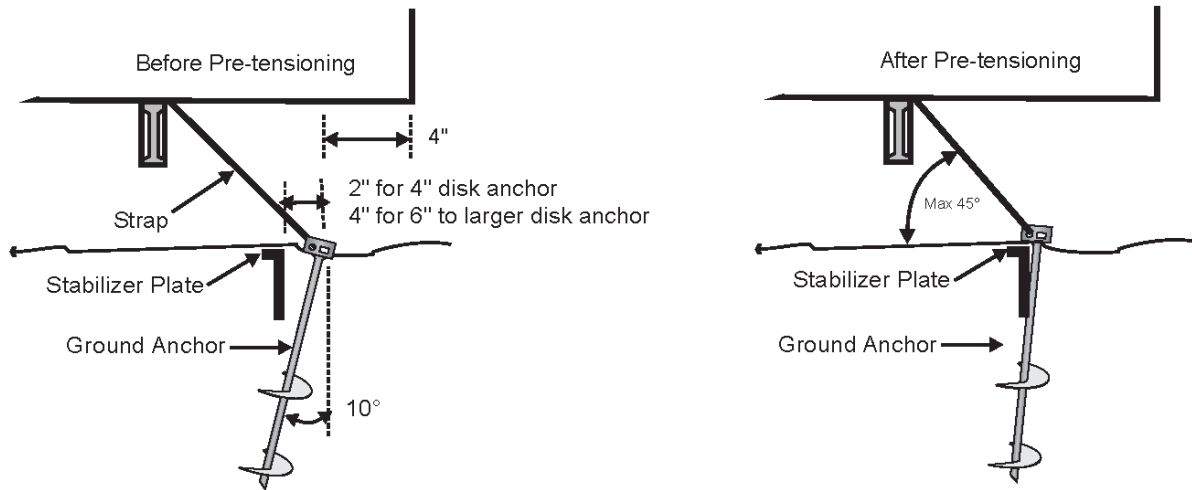 Before Pre-tensioning
4"
2" for 4" disk anchor
4" for 6" to larger disk anchor
Strap
Stabilizer Plate
Ground Anchor
10°
After Pre-tensioning
Max 45°
Stabilizer Plate
Ground Anchor